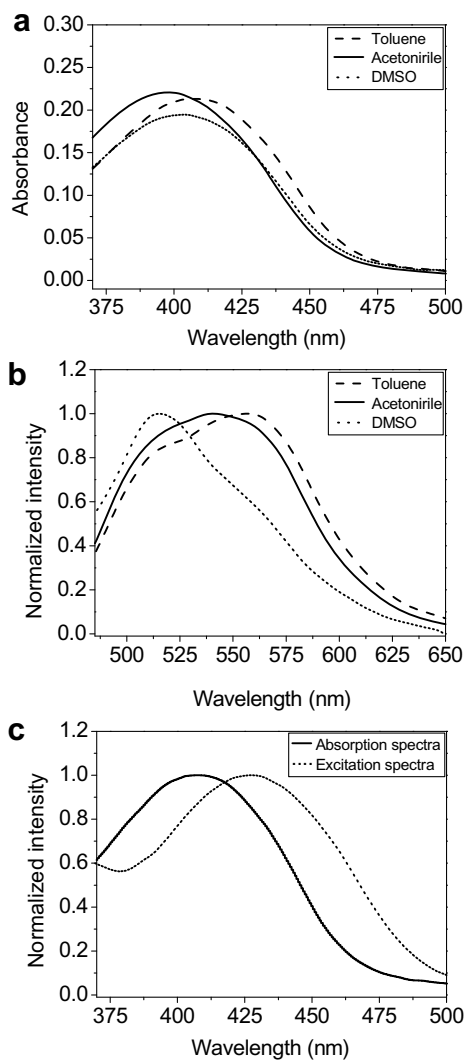 a
0.30
0.25
0.20
0.15
0.10
0.05
0.00
Absorbance
Toluene
Acetonirile
DMSO
375 400 425 450 475 500
Wavelength (nm)
b
1.2
1.0
0.8
0.6
0.4
0.2
0.0
Normalized intensity
Toluene
Acetonirile
DMSO
500 525 550 575 600 625 650
Wavelength (nm)
c
1.2
1.0
0.8
0.6
0.4
0.2
0.0
Normalized intensity
Absorption spectra
Excitation spectra
375 400 425 450 475 500
Wavelength (nm)